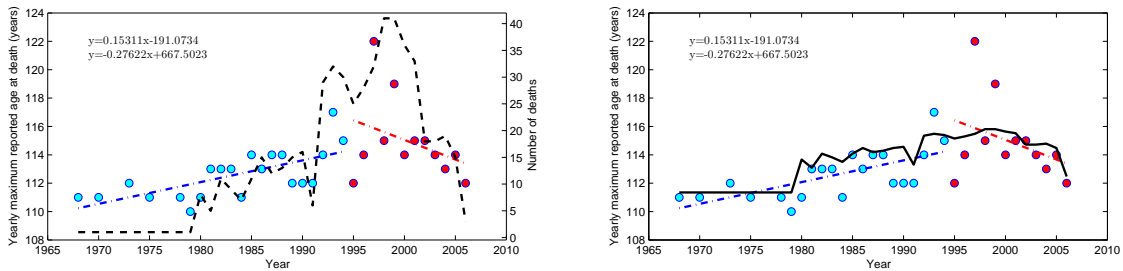 y=0.15311x-191.0734
y=-0.27622x+667.5023
Yearly maximum reported age at death (years)
124
122
120
118
116
114
112
110
108
40
35
30
25
20
15
10
5
0
Number of deaths
1965 1970 1975 1980 1985 1990 1995 2000 2005 2010
Year
y=0.15311x-191.0734
y=-0.27622x+667.5023
Yearly maximum reported age at death (years)
124
122
120
118
116
114
112
110
108
1965 1970 1975 1980 1985 1990 1995 2000 2005 2010
Year